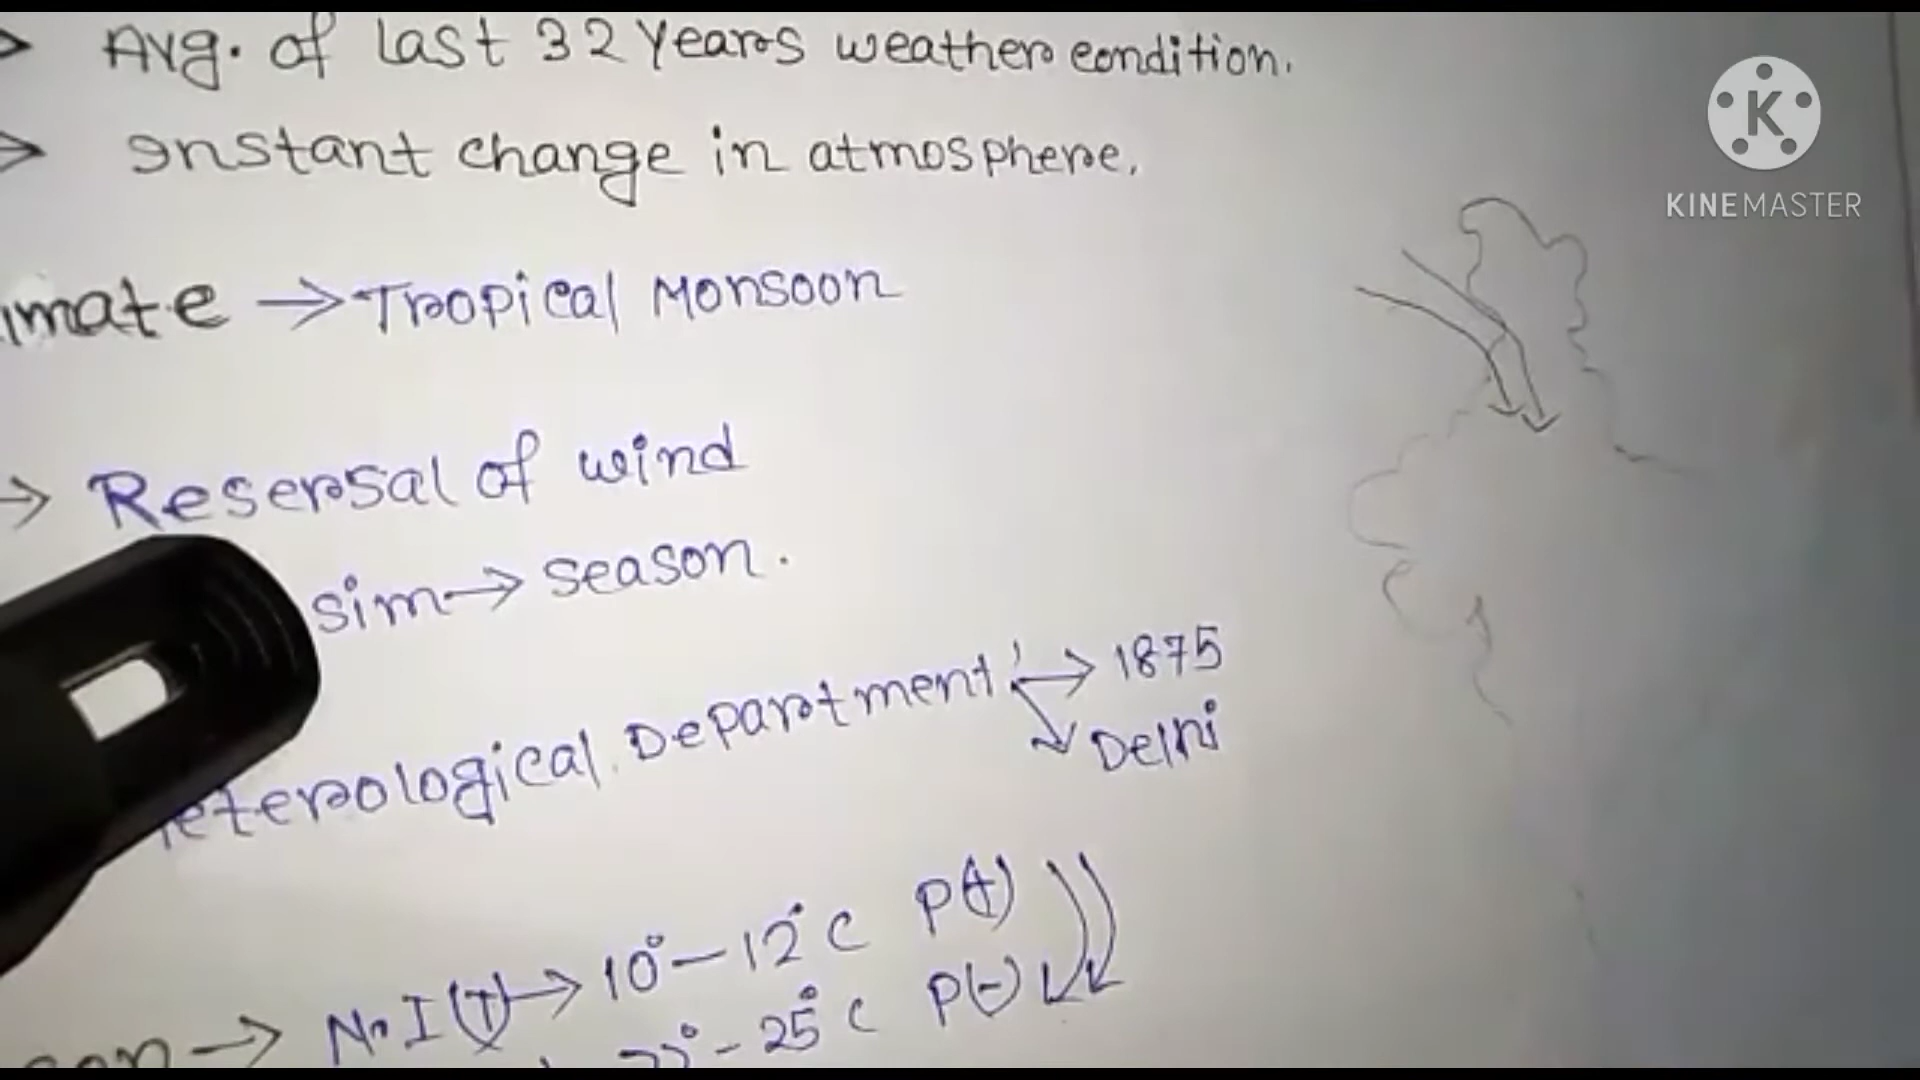 Avg. of last 32 Years weather condition.
Instant change in atmosphere.
KINEMASTER
imate → Tropical Monsoon
→ Resersal of wind
sim → season.
eterological Department → 1875
Delhi
N.I (T) → 10° - 12°C P(+)
25°C P(-)